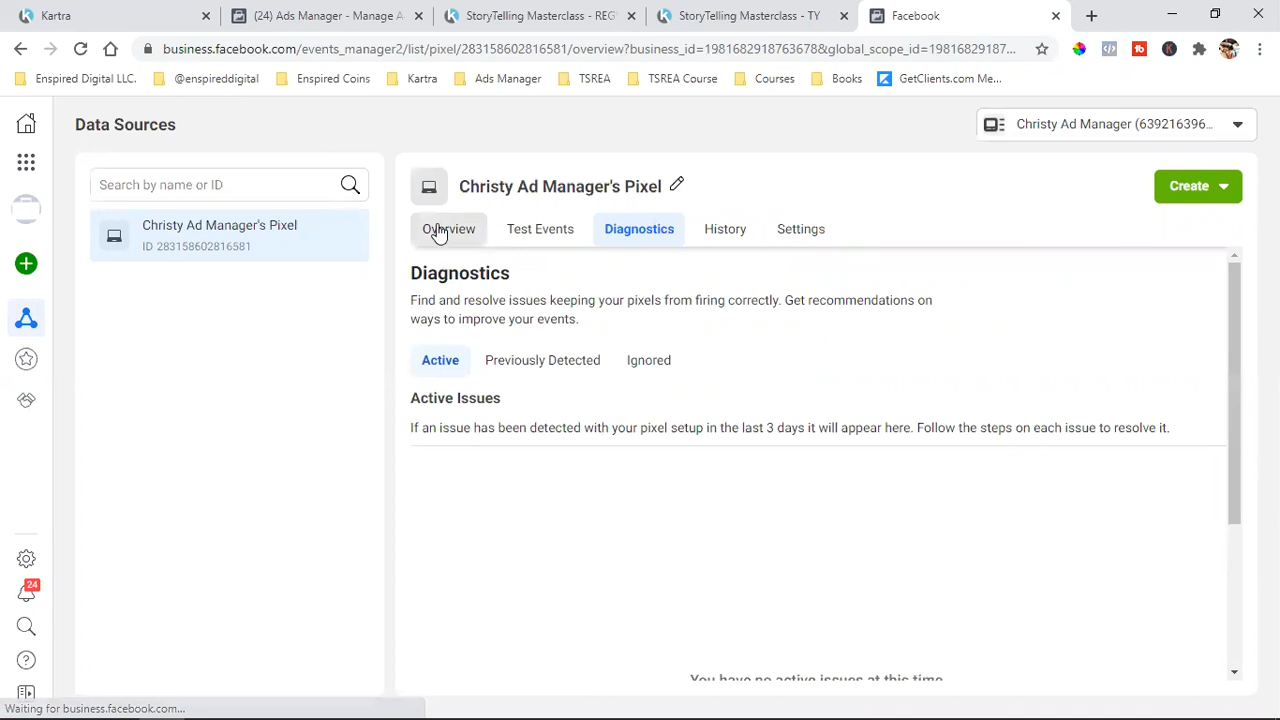 Kartra
(24) Ads Manager - Manage A
StoryTelling Masterclass - REG
StoryTelling Masterclass - TY
Facebook
business.facebook.com/events_manager2/list/pixel/283158602816581/overview?business_id=1981682918763678&global_scope_id=19816829187...
Enspired Digital LLC.
@enspireddigital
Enspired Coins
Kartra
Ads Manager
TSREA
TSREA Course
Courses
Books
GetClients.com Me...
Data Sources
Christy Ad Manager (639216396...
Search by name or ID
Christy Ad Manager's Pixel
ID 283158602816581
Christy Ad Manager's Pixel
Create
Overview
Test Events
Diagnostics
History
Settings
Diagnostics
Find and resolve issues keeping your pixels from firing correctly. Get recommendations on
ways to improve your events.
Active
Previously Detected
Ignored
Active Issues
If an issue has been detected with your pixel setup in the last 3 days it will appear here. Follow the steps on each issue to resolve it.
You have no active issues at this time
24
Waiting for business.facebook.com...